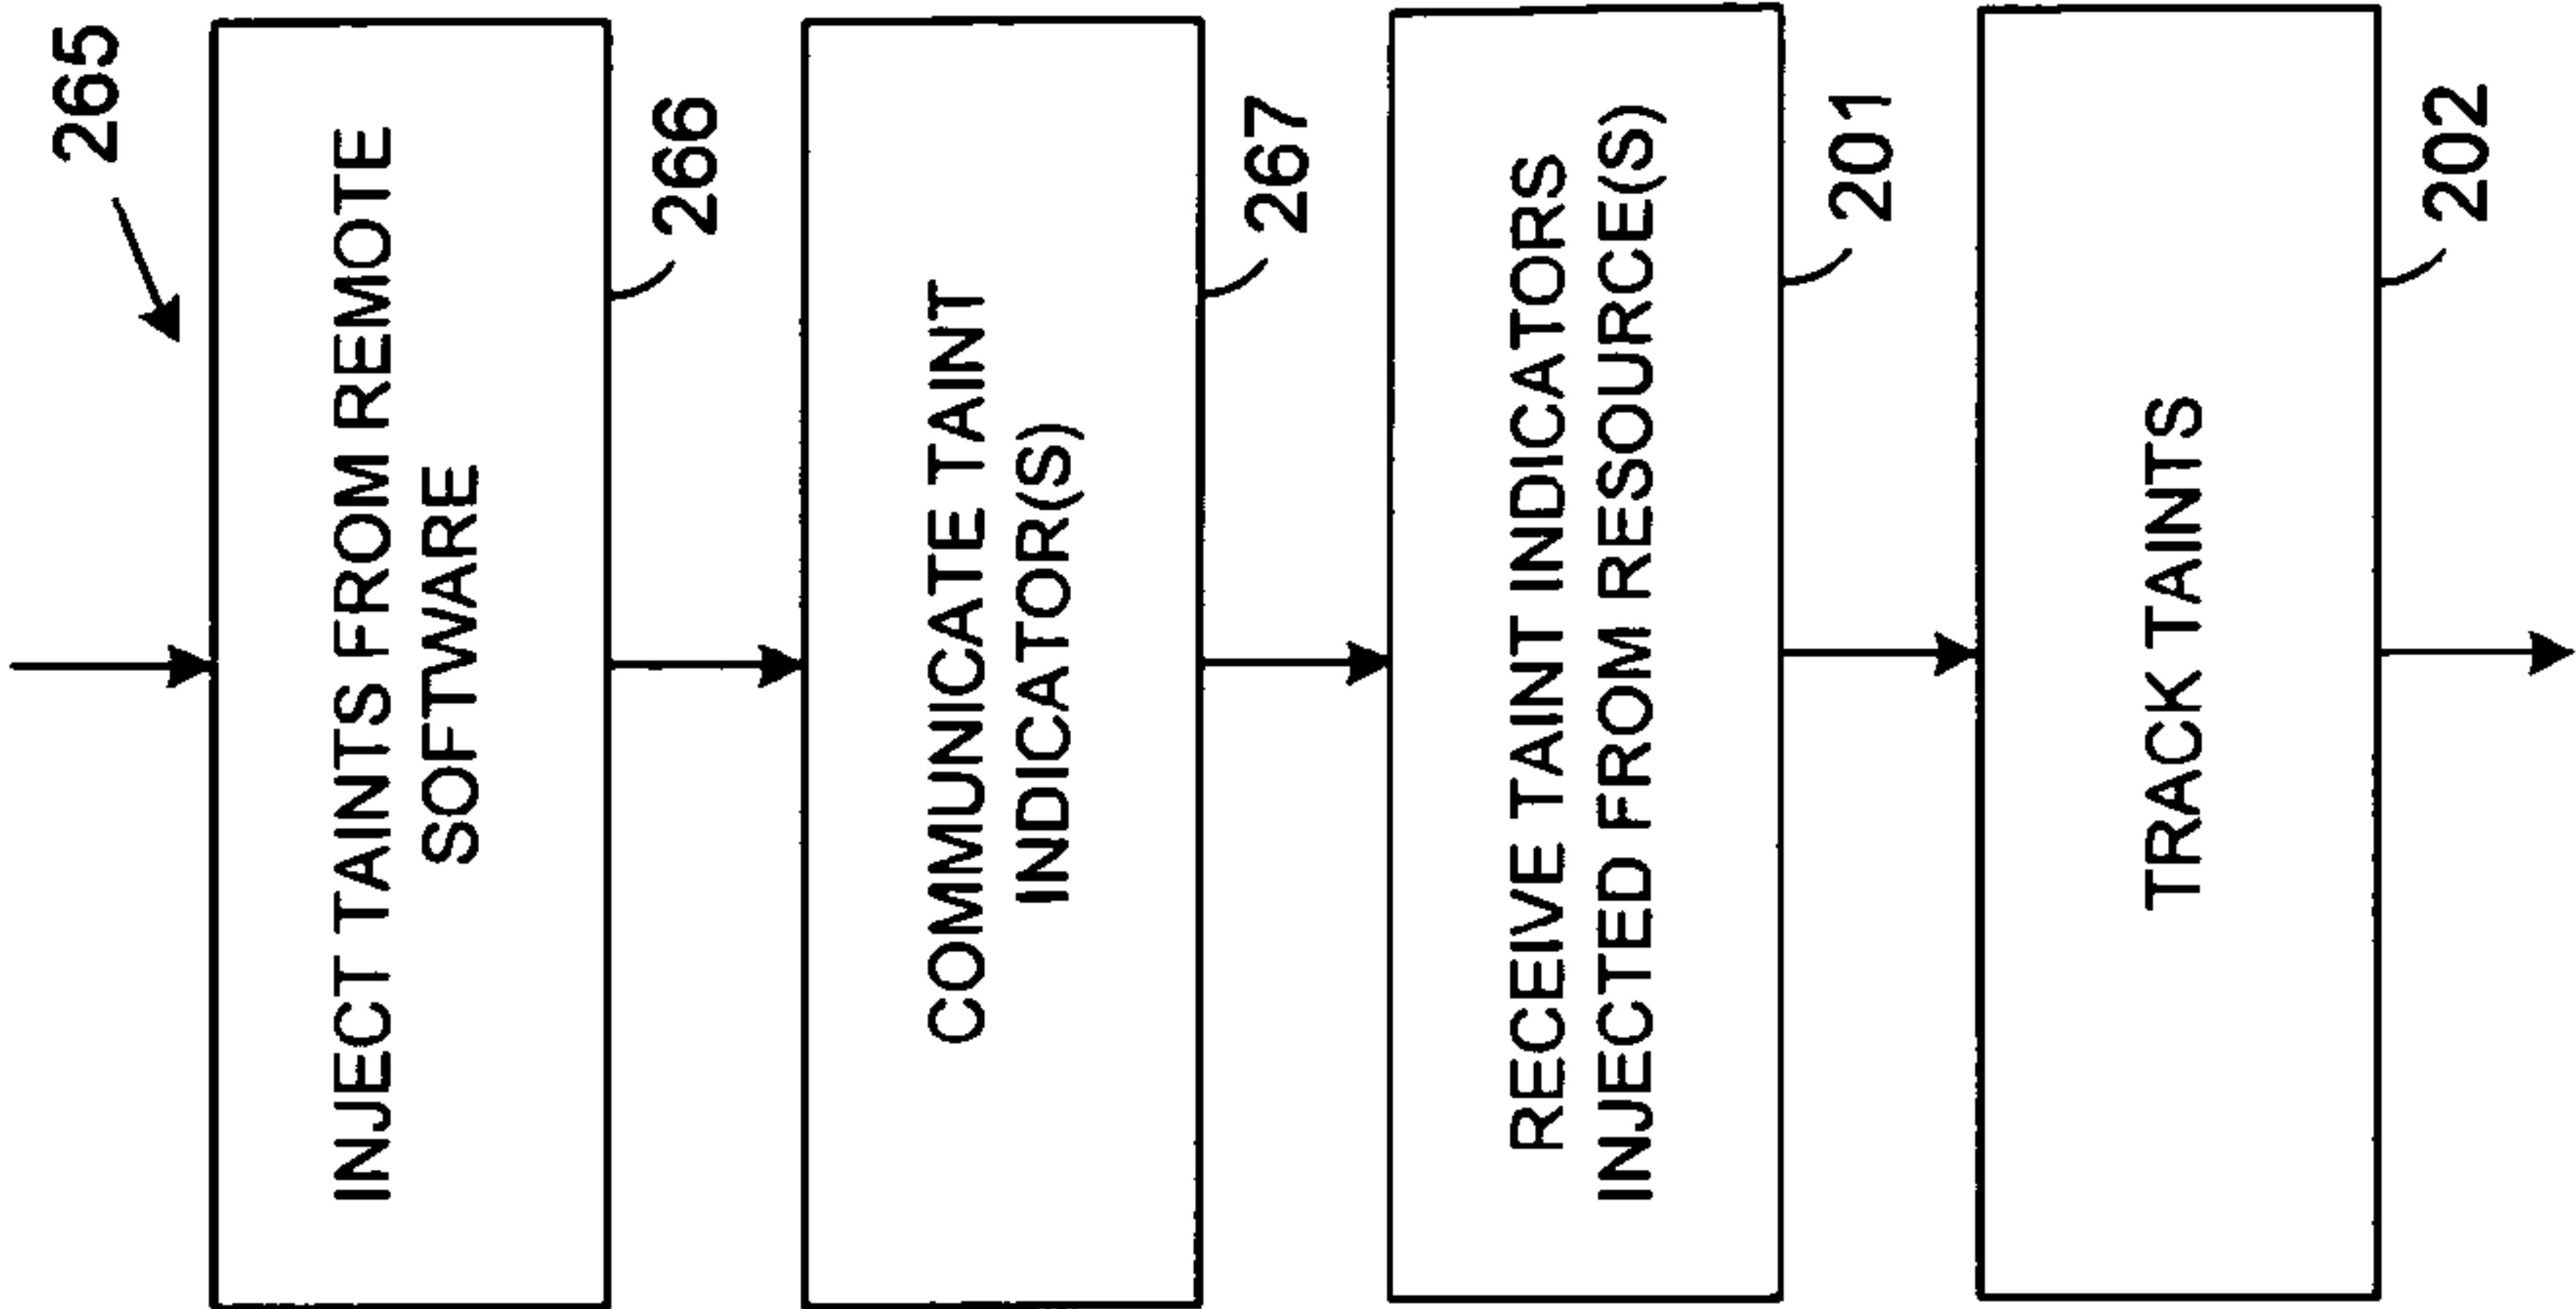 265
INJECT TAINTS FROM REMOTE
SOFTWARE
266
COMMUNICATE TAINT
INDICATOR(S)
267
RECEIVE TAINT INDICATORS
INJECTED FROM RESOURCE(S)
201
TRACK TAINTS
202